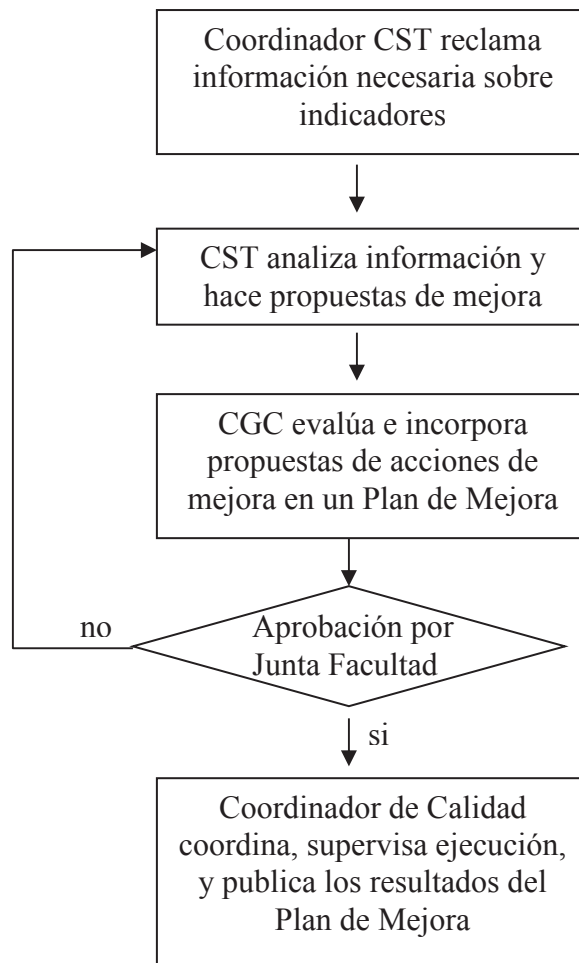 Coordinador CST reclama
información necesaria sobre
indicadores
CST analiza información y
hace propuestas de mejora
CGC evalúa e incorpora
propuestas de acciones de
mejora en un Plan de Mejora
no
Aprobación por
Junta Facultad
si
Coordinador de Calidad
coordina, supervisa ejecución,
y publica los resultados del
Plan de Mejora